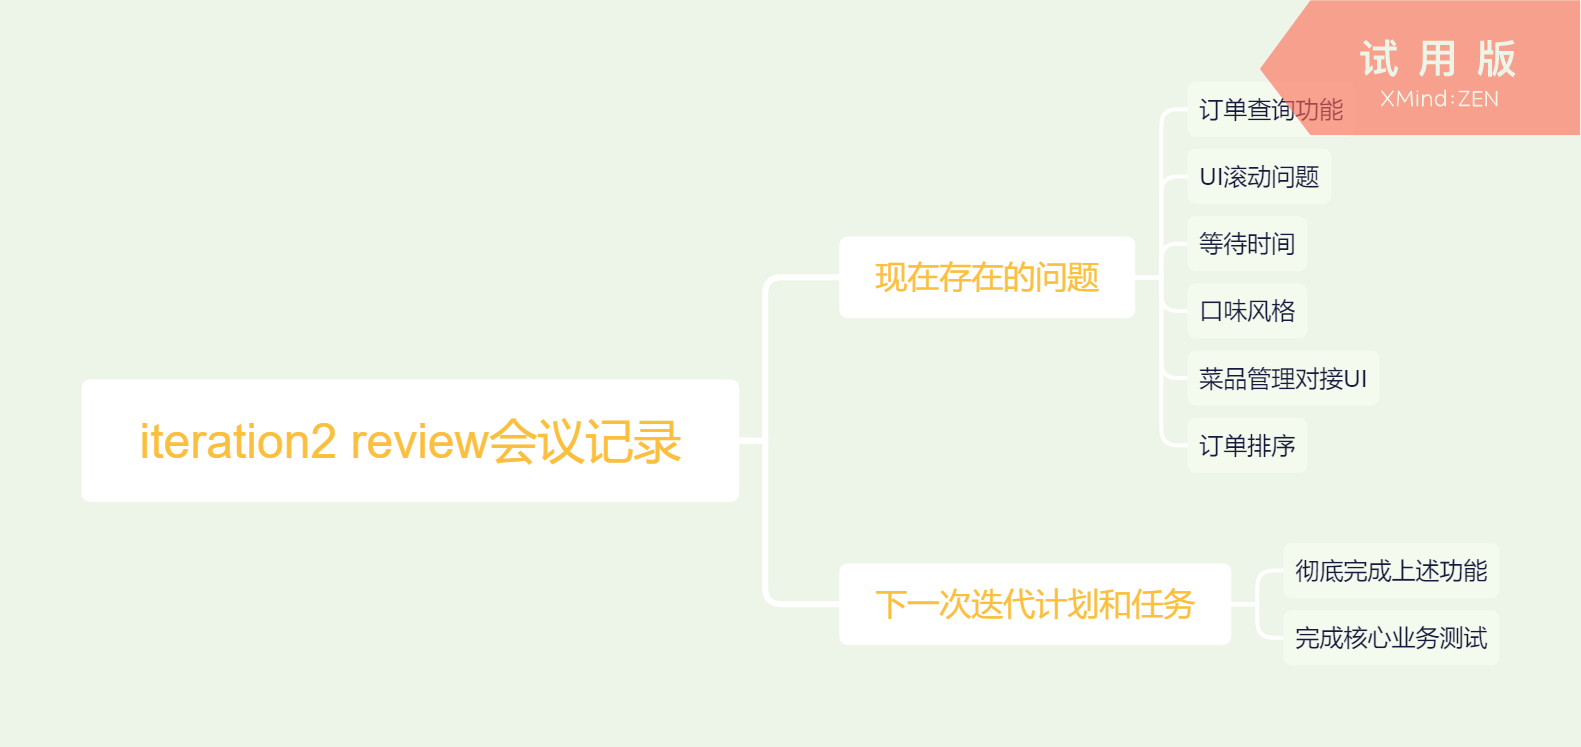 试用版
XMind:ZEN
iteration2 review会议记录
现在存在的问题
订单查询功能
UI滚动问题
等待时间
口味风格
菜品管理对接UI
订单排序
下一次迭代计划和任务
彻底完成上述功能
完成核心业务测试